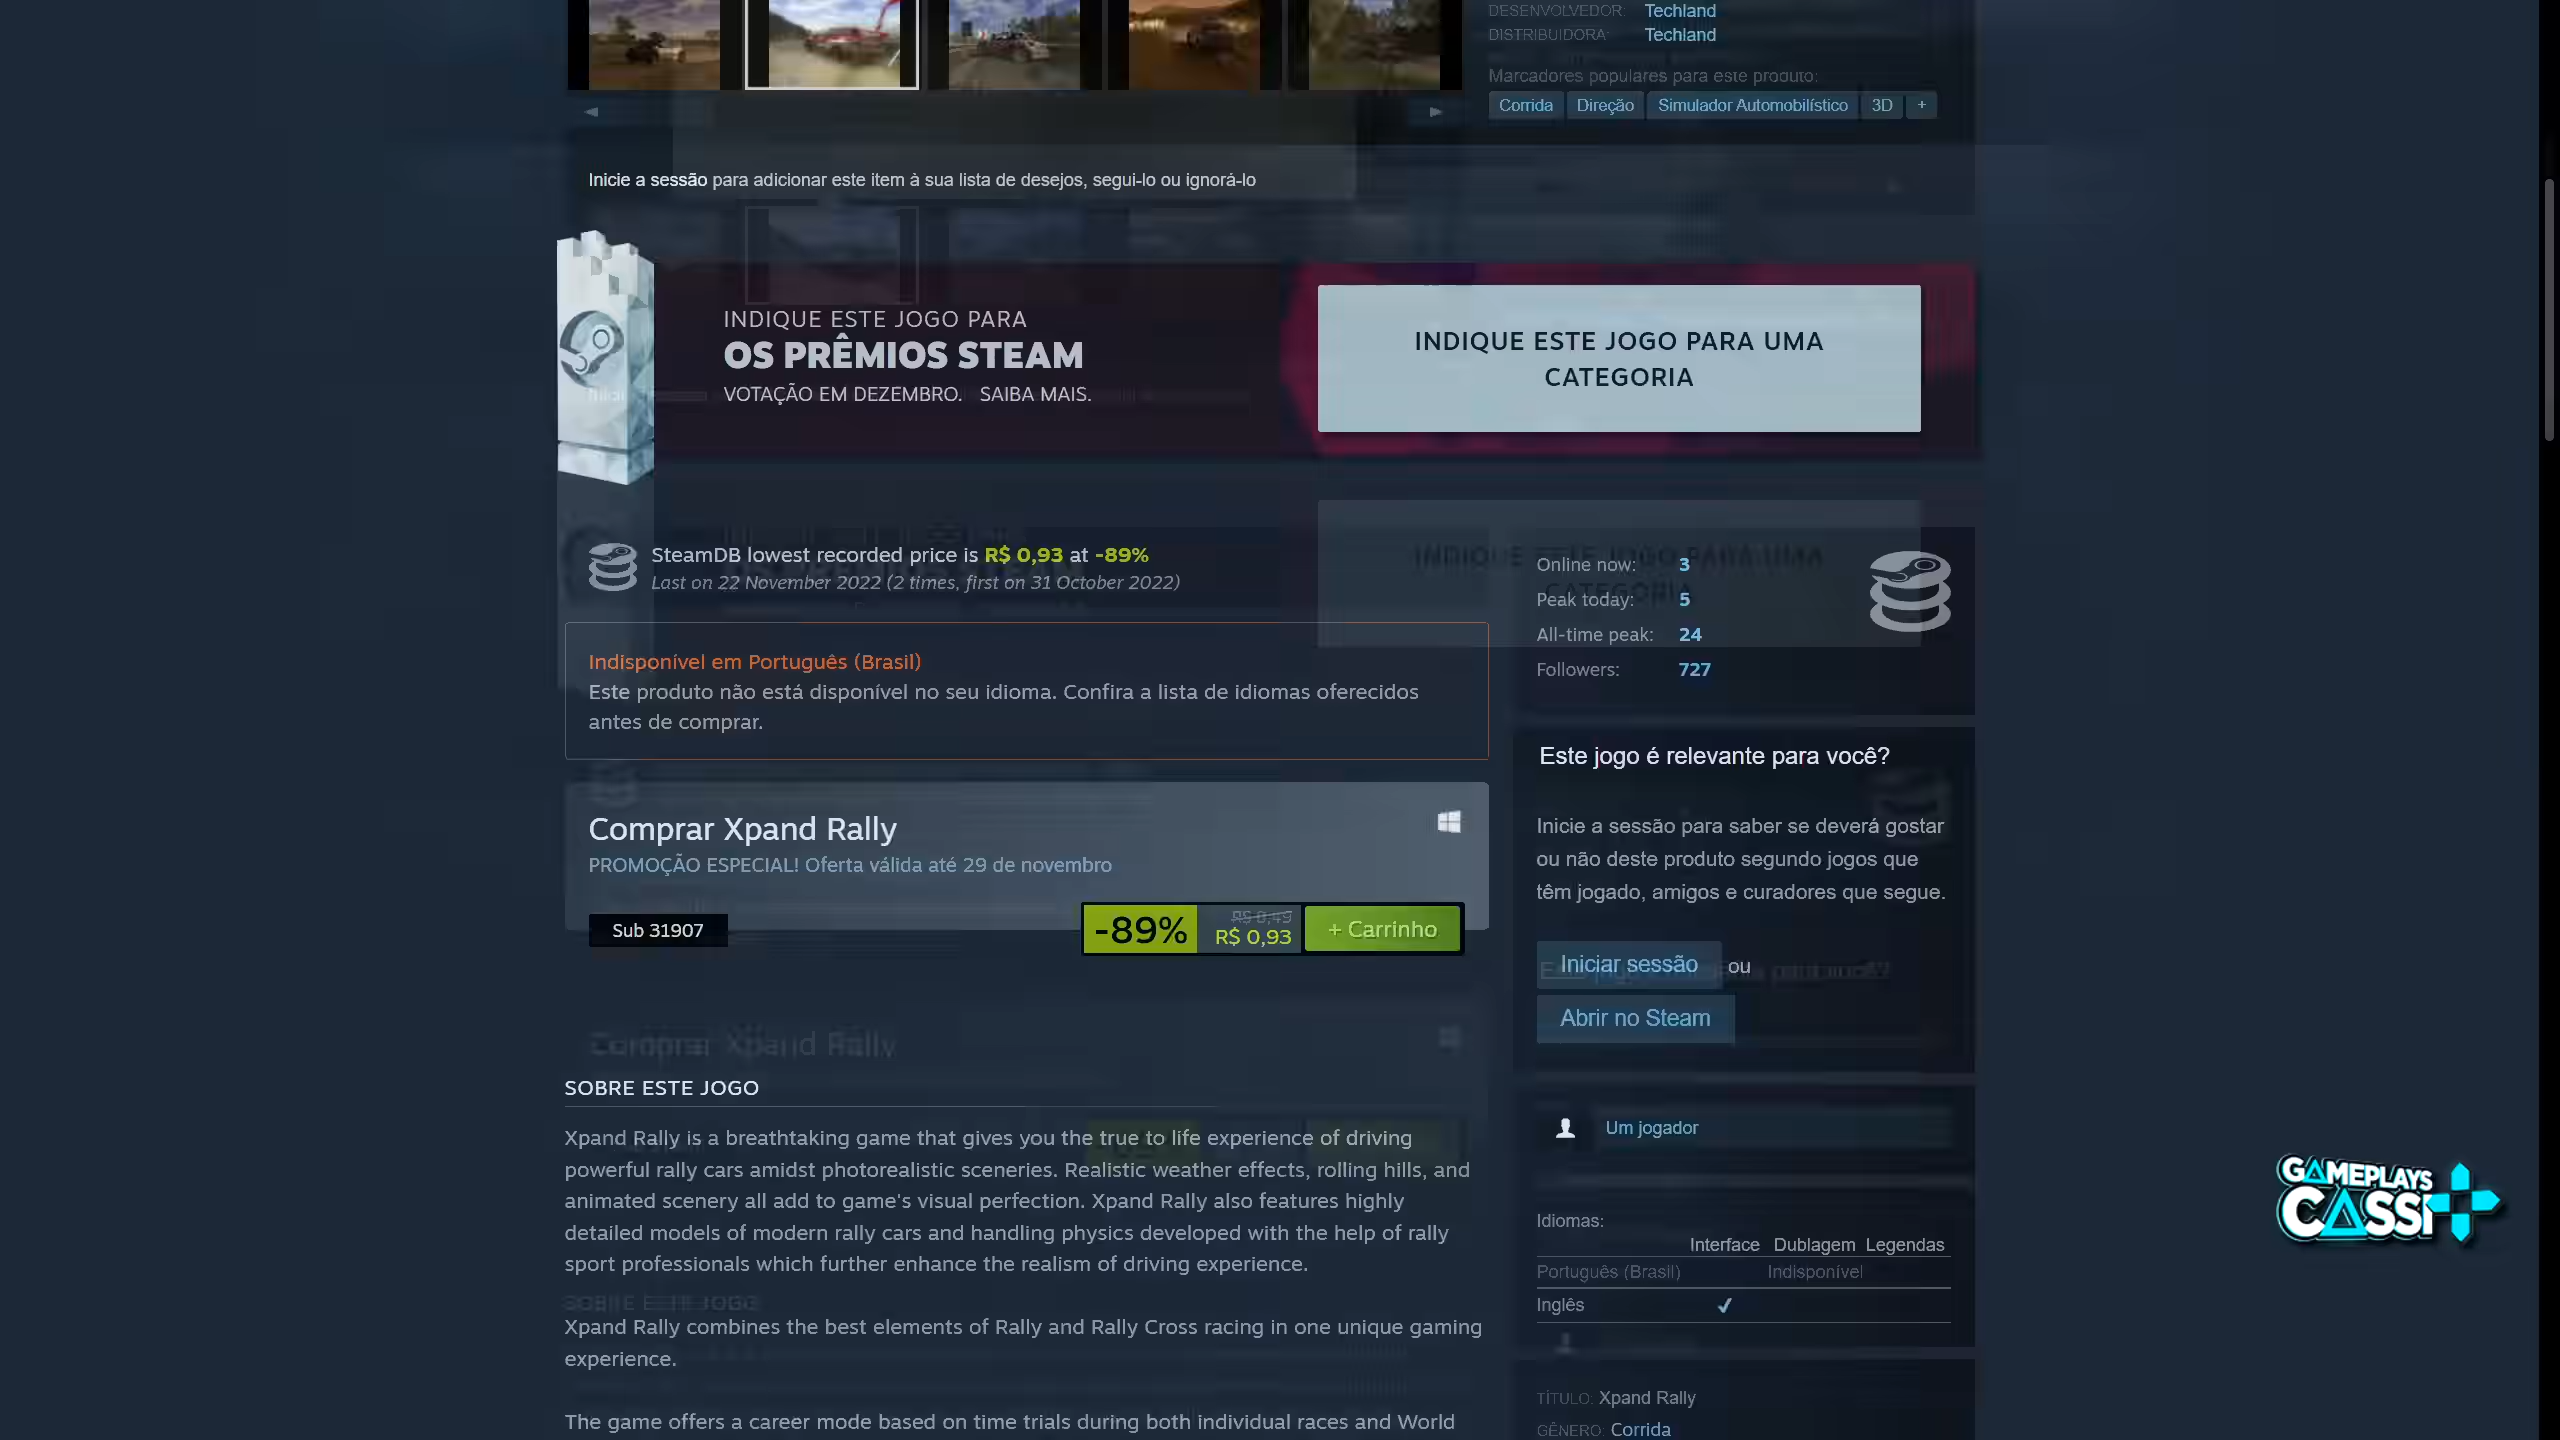 DESENVOLVEDOR: Techland
DISTRIBUIDORA: Techland
Marcadores populares para este produto:
Corrida Direção Simulador Automobilístico 3D +
Inicie a sessão para adicionar este item à sua lista de desejos, segui-lo ou ignorá-lo
INDIQUE ESTE JOGO PARA
OS PRÊMIOS STEAM
VOTAÇÃO EM DEZEMBRO. SAIBA MAIS.
INDIQUE ESTE JOGO PARA UMA
CATEGORIA
SteamDB lowest recorded price is R$ 0,93 at -89%
Last on 22 November 2022 (2 times, first on 31 October 2022)
Indisponível em Português (Brasil)
Este produto não está disponível no seu idioma. Confira a lista de idiomas oferecidos
antes de comprar.
Comprar Xpand Rally
PROMOÇÃO ESPECIAL! Oferta válida até 29 de novembro
Sub 31907
-89%
R$ 8,49
R$ 0,93
+ Carrinho
SOBRE ESTE JOGO
Xpand Rally is a breathtaking game that gives you the true to life experience of driving
powerful rally cars amidst photorealistic sceneries. Realistic weather effects, rolling hills, and
animated scenery all add to game's visual perfection. Xpand Rally also features highly
detailed models of modern rally cars and handling physics developed with the help of rally
sport professionals which further enhance the realism of driving experience.
Xpand Rally combines the best elements of Rally and Rally Cross racing in one unique gaming
experience.
The game offers a career mode based on time trials during both individual races and World
Online now: 3
Peak today: 5
All-time peak: 24
Followers: 727
Este jogo é relevante para você?
Inicie a sessão para saber se deverá gostar
ou não deste produto segundo jogos que
têm jogado, amigos e curadores que segue.
Iniciar sessão ou
Abrir no Steam
Um jogador
Idiomas:
Interface Dublagem Legendas
Português (Brasil) Indisponível
Inglês ✓
TÍTULO: Xpand Rally
GÊNERO: Corrida
GAMEPLAYS
CASSI